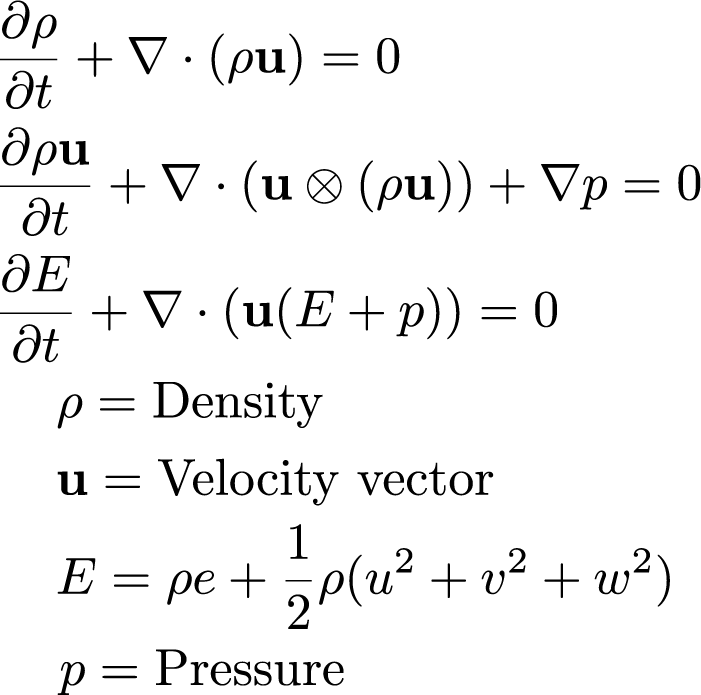 ∂ρ/∂t + ∇ · (ρ𝐮) = 0
∂ρ𝐮/∂t + ∇ · (𝐮 ⊗ (ρ𝐮)) + ∇p = 0
∂E/∂t + ∇ · (𝐮(E + p)) = 0
ρ = Density
𝐮 = Velocity vector
E = ρe + 1/2 ρ(u² + v² + w²)
p = Pressure